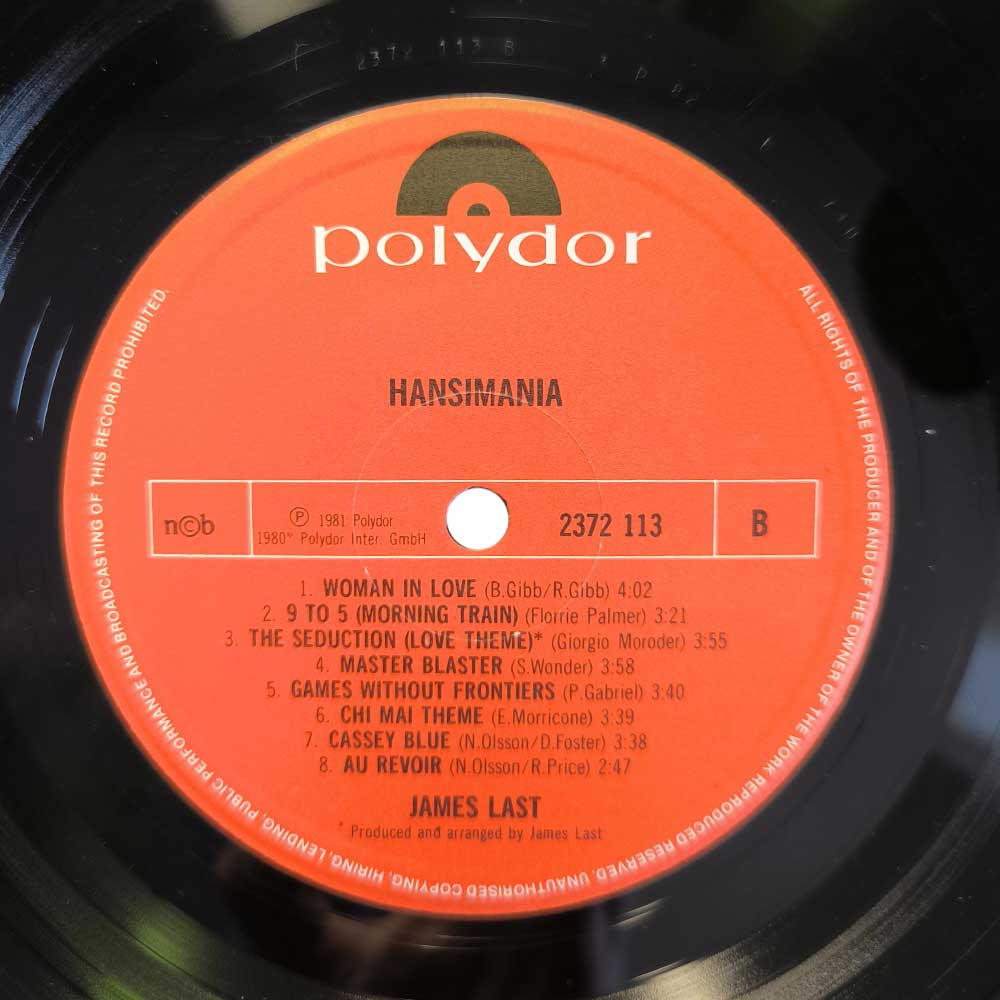 2372 113 B
polydor
HANSIMANIA
n©b
℗ 1981 Polydor
1980* Polydor Inter. GmbH
2372 113
B
1. WOMAN IN LOVE (B.Gibb/R.Gibb) 4:02
2. 9 TO 5 (MORNING TRAIN) (Florrie Palmer) 3:21
3. THE SEDUCTION (LOVE THEME)* (Giorgio Moroder) 3:55
4. MASTER BLASTER (S.Wonder) 3:58
5. GAMES WITHOUT FRONTIERS (P.Gabriel) 3:40
6. CHI MAI THEME (E.Morricone) 3:39
7. CASSEY BLUE (N.Olsson/D.Foster) 3:38
8. AU REVOIR (N.Olsson/R.Price) 2:47
JAMES LAST
* Produced and arranged by James Last
ALL RIGHTS OF THE PRODUCER AND OF THE OWNER OF THE WORK REPRODUCED RESERVED. UNAUTHORISED COPYING, HIRING, LENDING, PUBLIC PERFORMANCE AND BROADCASTING OF THIS RECORD PROHIBITED.